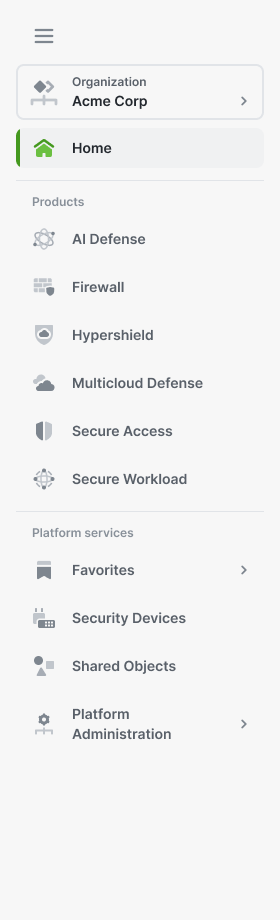 Organization
Acme Corp
Home
Products
AI Defense
Firewall
Hypershield
Multicloud Defense
Secure Access
Secure Workload
Platform services
Favorites
Security Devices
Shared Objects
Platform
Administration